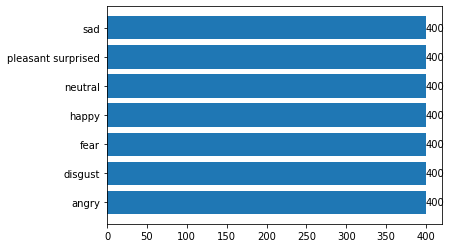 sad 400
pleasant surprised 400
neutral 400
happy 400
fear 400
disgust 400
angry 400
0 50 100 150 200 250 300 350 400